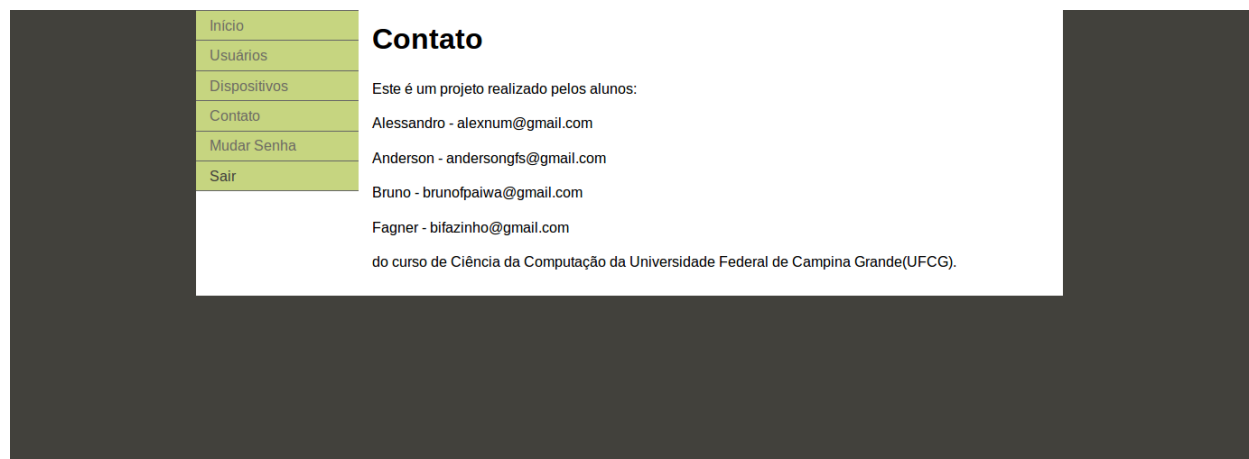 Início
Usuários
Dispositivos
Contato
Mudar Senha
Sair
Contato
Este é um projeto realizado pelos alunos:
Alessandro - alexnum@gmail.com
Anderson - andersongfs@gmail.com
Bruno - brunofpaiwa@gmail.com
Fagner - bifazinho@gmail.com
do curso de Ciência da Computação da Universidade Federal de Campina Grande(UFCG).